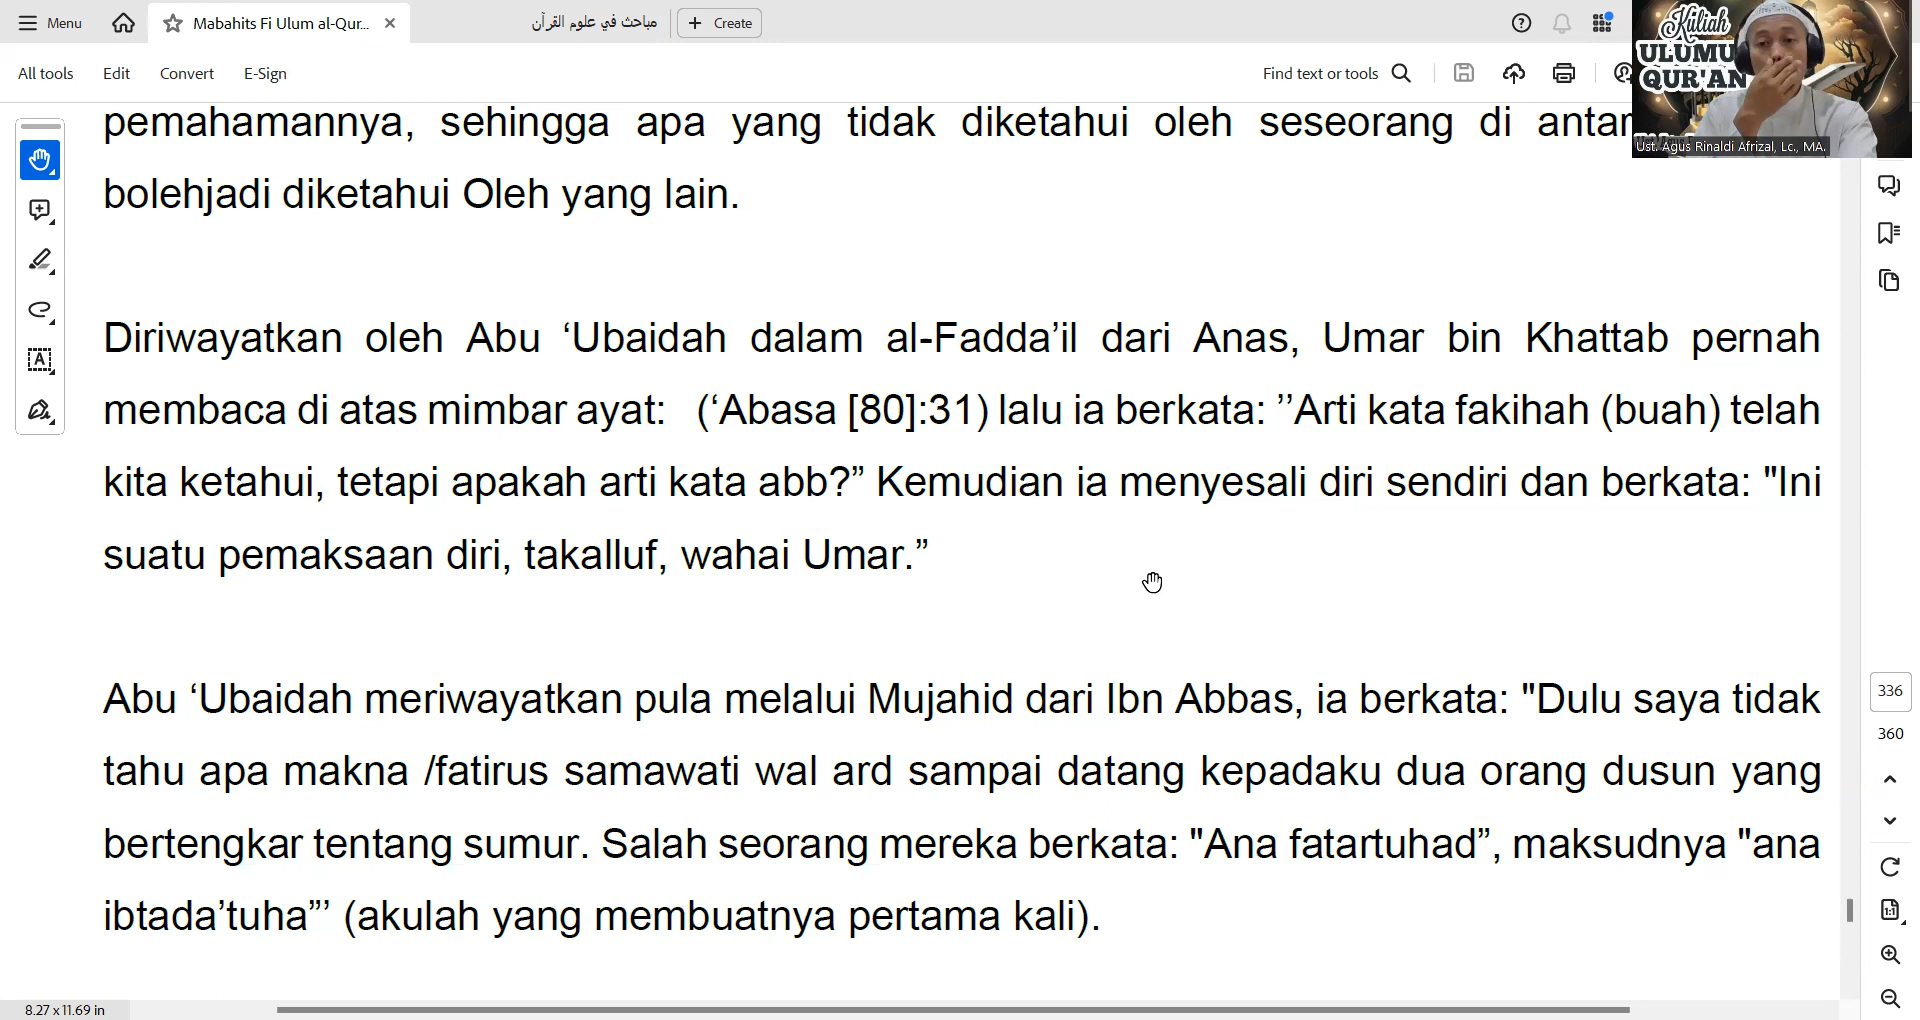 Menu
Mabahits Fi Ulum al-Qur...
مباحث في علوم القرآن
Create
All tools
Edit
Convert
E-Sign
Find text or tools
Kuliah
ULUMU
QUR'AN
Ust. Agus Rinaldi Afrizal, Lc., MA.
pemahamannya, sehingga apa yang tidak diketahui oleh seseorang di antar
bolehjadi diketahui Oleh yang lain.
Diriwayatkan oleh Abu ‘Ubaidah dalam al-Fadda’il dari Anas, Umar bin Khattab pernah
membaca di atas mimbar ayat: (‘Abasa [80]:31) lalu ia berkata: ’’Arti kata fakihah (buah) telah
kita ketahui, tetapi apakah arti kata abb?” Kemudian ia menyesali diri sendiri dan berkata: "Ini
suatu pemaksaan diri, takalluf, wahai Umar.”
Abu ‘Ubaidah meriwayatkan pula melalui Mujahid dari Ibn Abbas, ia berkata: "Dulu saya tidak
tahu apa makna /fatirus samawati wal ard sampai datang kepadaku dua orang dusun yang
bertengkar tentang sumur. Salah seorang mereka berkata: "Ana fatartuhad”, maksudnya "ana
ibtada’tuha”’ (akulah yang membuatnya pertama kali).
336
360
8.27 x 11.69 in